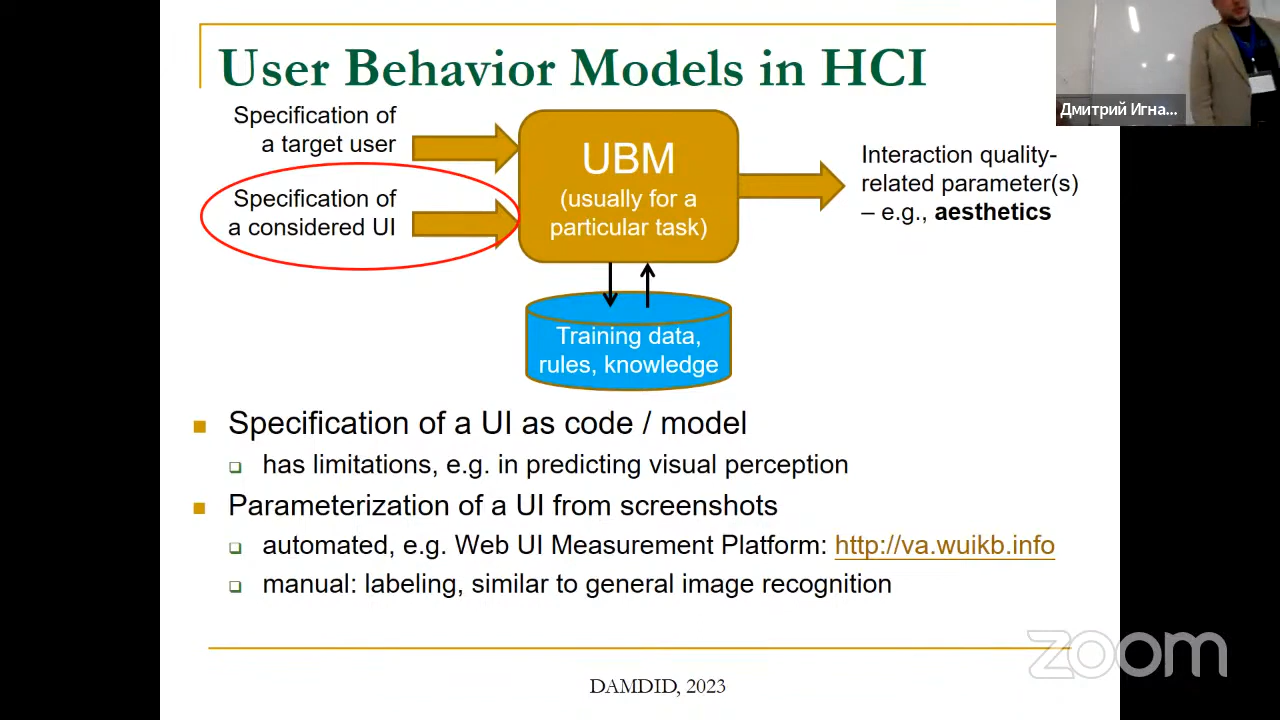 User Behavior Models in HCI
Дмитрий Игна...
Specification of
a target user
Specification of
a considered UI
UBM
(usually for a
particular task)
Interaction quality-
related parameter(s)
– e.g., aesthetics
Training data,
rules, knowledge
Specification of a UI as code / model
has limitations, e.g. in predicting visual perception
Parameterization of a UI from screenshots
automated, e.g. Web UI Measurement Platform: http://va.wuikb.info
manual: labeling, similar to general image recognition
zoom
DAMDID, 2023